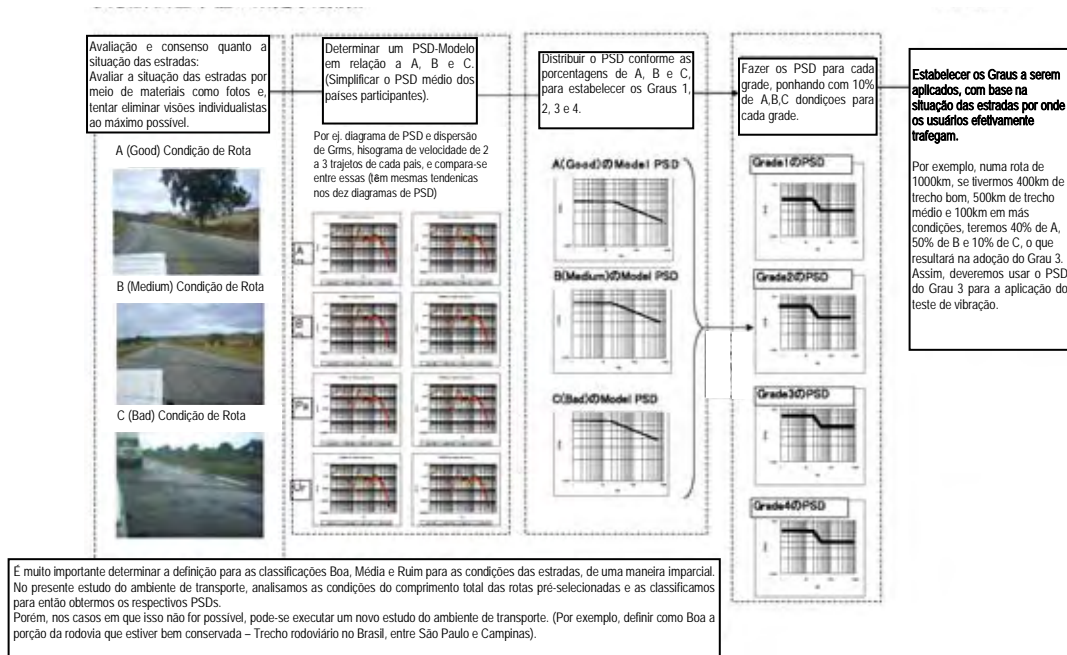 Avaliação e consenso quanto a
situação das estradas:
Avaliar a situação das estradas por
meio de materiais como fotos e,
tentar eliminar visões individualistas
ao máximo possível.
A (Good) Condição de Rota
B (Medium) Condição de Rota
C (Bad) Condição de Rota
Determinar um PSD-Modelo
em relação a A, B e C.
(Simplificar o PSD médio dos
países participantes).
Por ej. diagrama de PSD e dispersão
de Grms, hisograma de velocidade de 2
a 3 trajetos de cada pais, e compara-se
entre essas (têm mesmas tendenicas
nos dez diagramas de PSD)
A
B
Pa
Ur
Distribuir o PSD conforme as
porcentagens de A, B e C,
para estabelecer os Graus 1,
2, 3 e 4.
A(Good)のModel PSD
B(Medium)のModel PSD
C(Bad)のModel PSD
Fazer os PSD para cada
grade, ponhando com 10%
de A,B,C dondiçoes para
cada grade.
Grade1のPSD
Grade2のPSD
Grade3のPSD
Grade4のPSD
Estabelecer os Graus a serem
aplicados, com base na
situação das estradas por onde
os usuários efetivamente
trafegam.
Por exemplo, numa rota de
1000km, se tivermos 400km de
trecho bom, 500km de trecho
médio e 100km em más
condições, teremos 40% de A,
50% de B e 10% de C, o que
resultará na adoção do Grau 3.
Assim, deveremos usar o PSD
do Grau 3 para a aplicação do
teste de vibração.
É muito importante determinar a definição para as classificações Boa, Média e Ruim para as condições das estradas, de uma maneira imparcial.
No presente estudo do ambiente de transporte, analisamos as condições do comprimento total das rotas pré-selecionadas e as classificamos
para então obtermos os respectivos PSDs.
Porém, nos casos em que isso não for possível, pode-se executar um novo estudo do ambiente de transporte. (Por exemplo, definir como Boa a
porção da rodovia que estiver bem conservada – Trecho rodoviário no Brasil, entre São Paulo e Campinas).